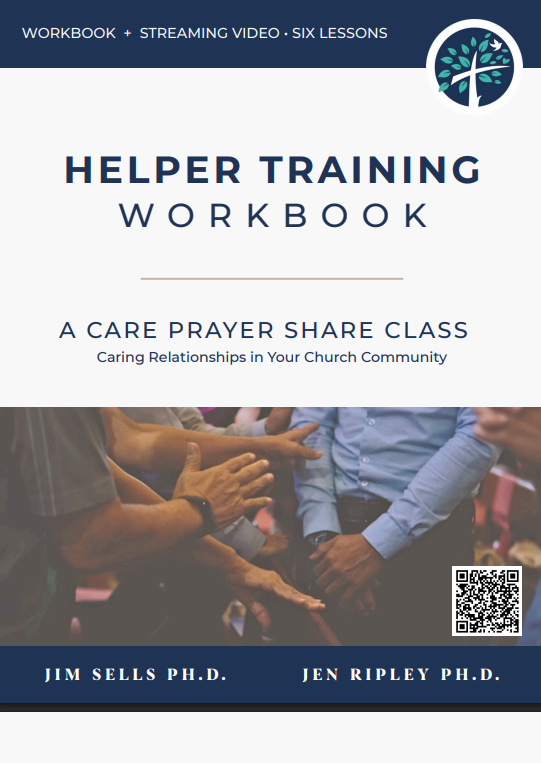 WORKBOOK + STREAMING VIDEO • SIX LESSONS
HELPER TRAINING
WORKBOOK
A CARE PRAYER SHARE CLASS
Caring Relationships in Your Church Community
JIM SELLS PH.D.
JEN RIPLEY PH.D.